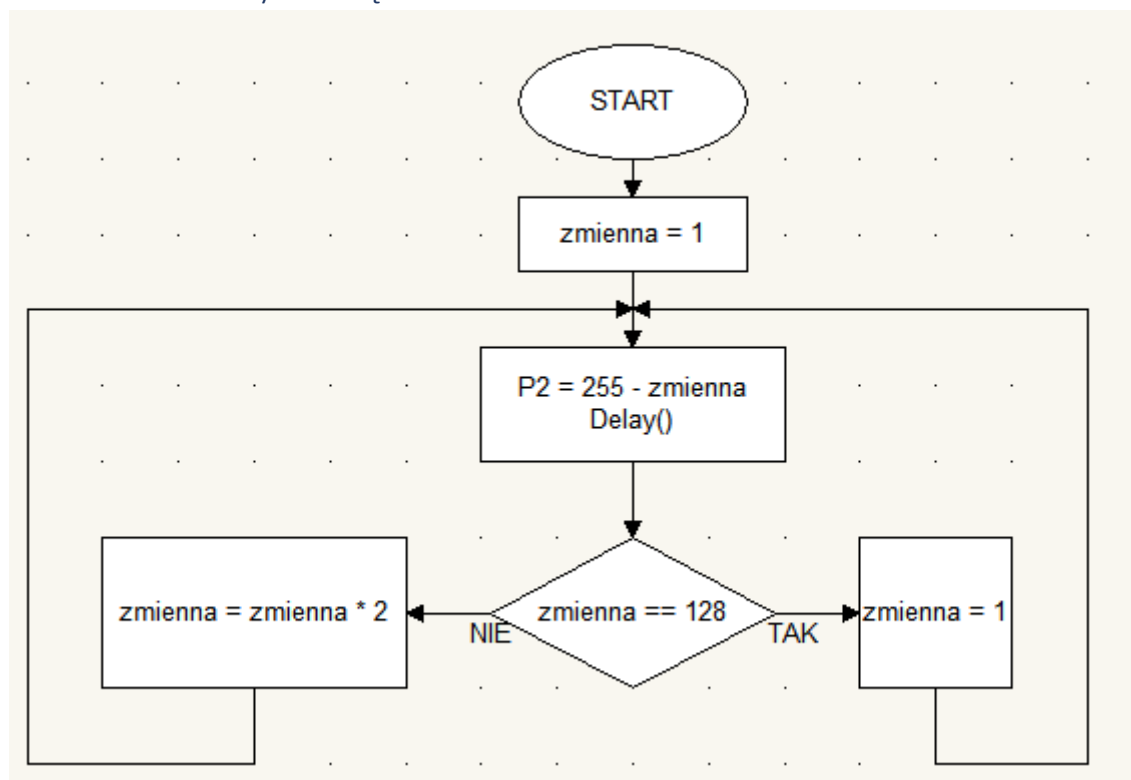 START
zmienna = 1
P2 = 255 - zmienna
Delay()
zmienna = zmienna * 2
NIE
zmienna == 128
TAK
zmienna = 1